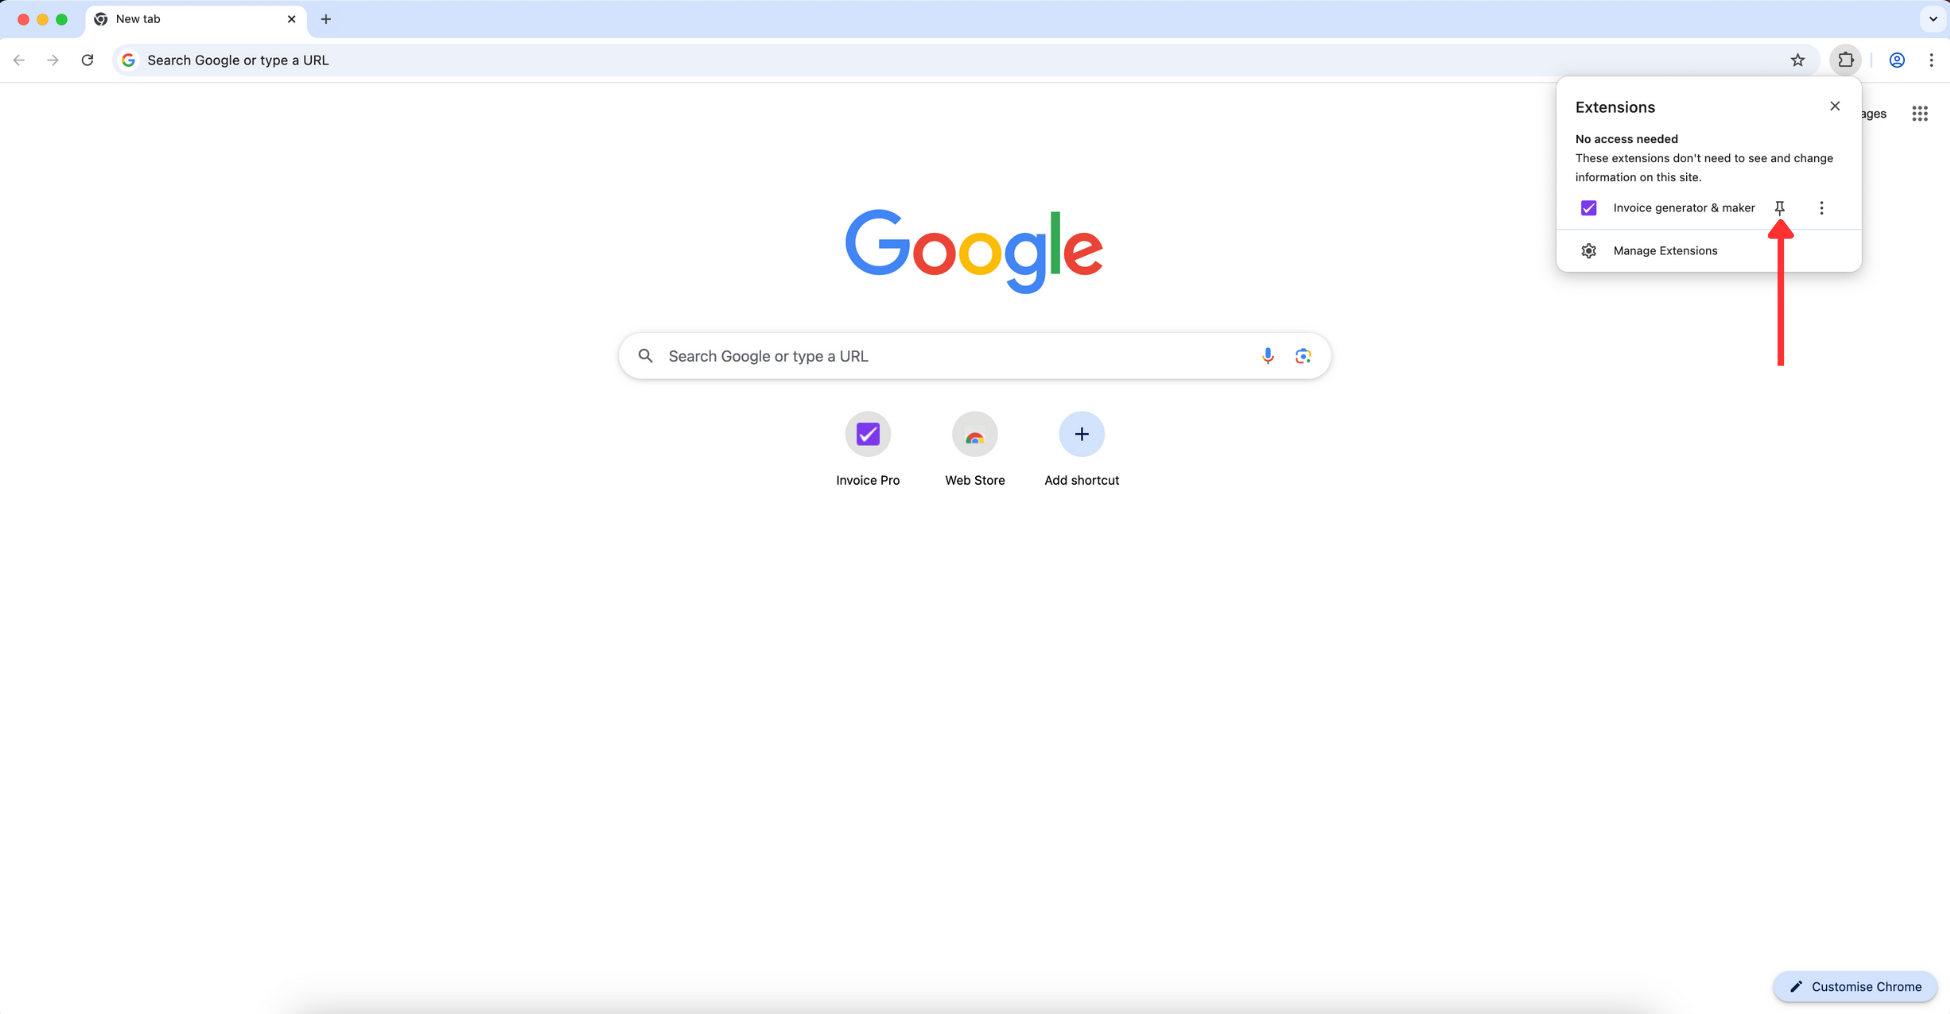 New tab
Search Google or type a URL
Extensions
ages
No access needed
These extensions don't need to see and change
information on this site.
Invoice generator & maker
Manage Extensions
Google
Search Google or type a URL
Invoice Pro
Web Store
Add shortcut
Customise Chrome